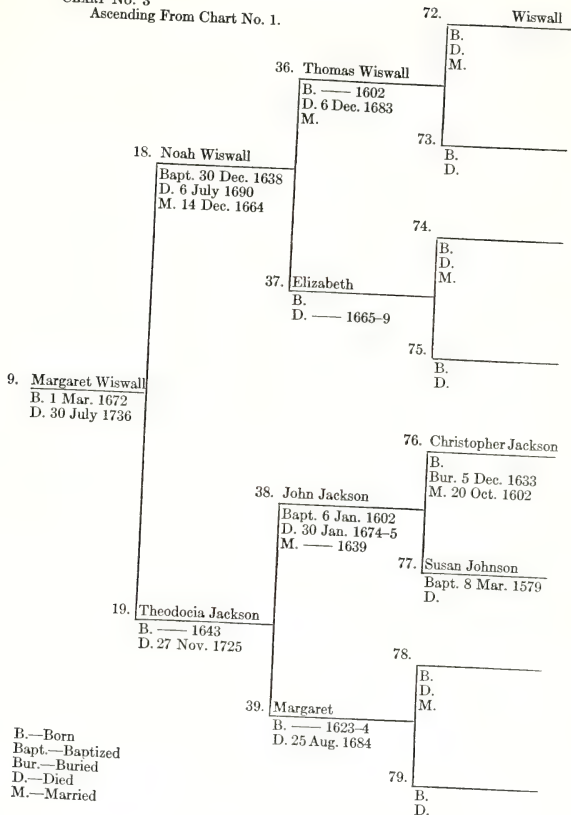 CHART No. 3
Ascending From Chart No. 1.
72. Wiswall
B.
D.
M.
36. Thomas Wiswall
B. —— 1602
D. 6 Dec. 1683
M.
73.
B.
D.
18. Noah Wiswall
Bapt. 30 Dec. 1638
D. 6 July 1690
M. 14 Dec. 1664
74.
B.
D.
M.
37. Elizabeth
B.
D. —— 1665–9
75.
B.
D.
9. Margaret Wiswall
B. 1 Mar. 1672
D. 30 July 1736
76. Christopher Jackson
B.
Bur. 5 Dec. 1633
M. 20 Oct. 1602
38. John Jackson
Bapt. 6 Jan. 1602
D. 30 Jan. 1674–5
M. —— 1639
77. Susan Johnson
Bapt. 8 Mar. 1579
D.
19. Theodocia Jackson
B. —— 1643
D. 27 Nov. 1725
78.
B.
D.
M.
39. Margaret
B. —— 1623–4
D. 25 Aug. 1684
79.
B.
D.
B.—Born
Bapt.—Baptized
Bur.—Buried
D.—Died
M.—Married